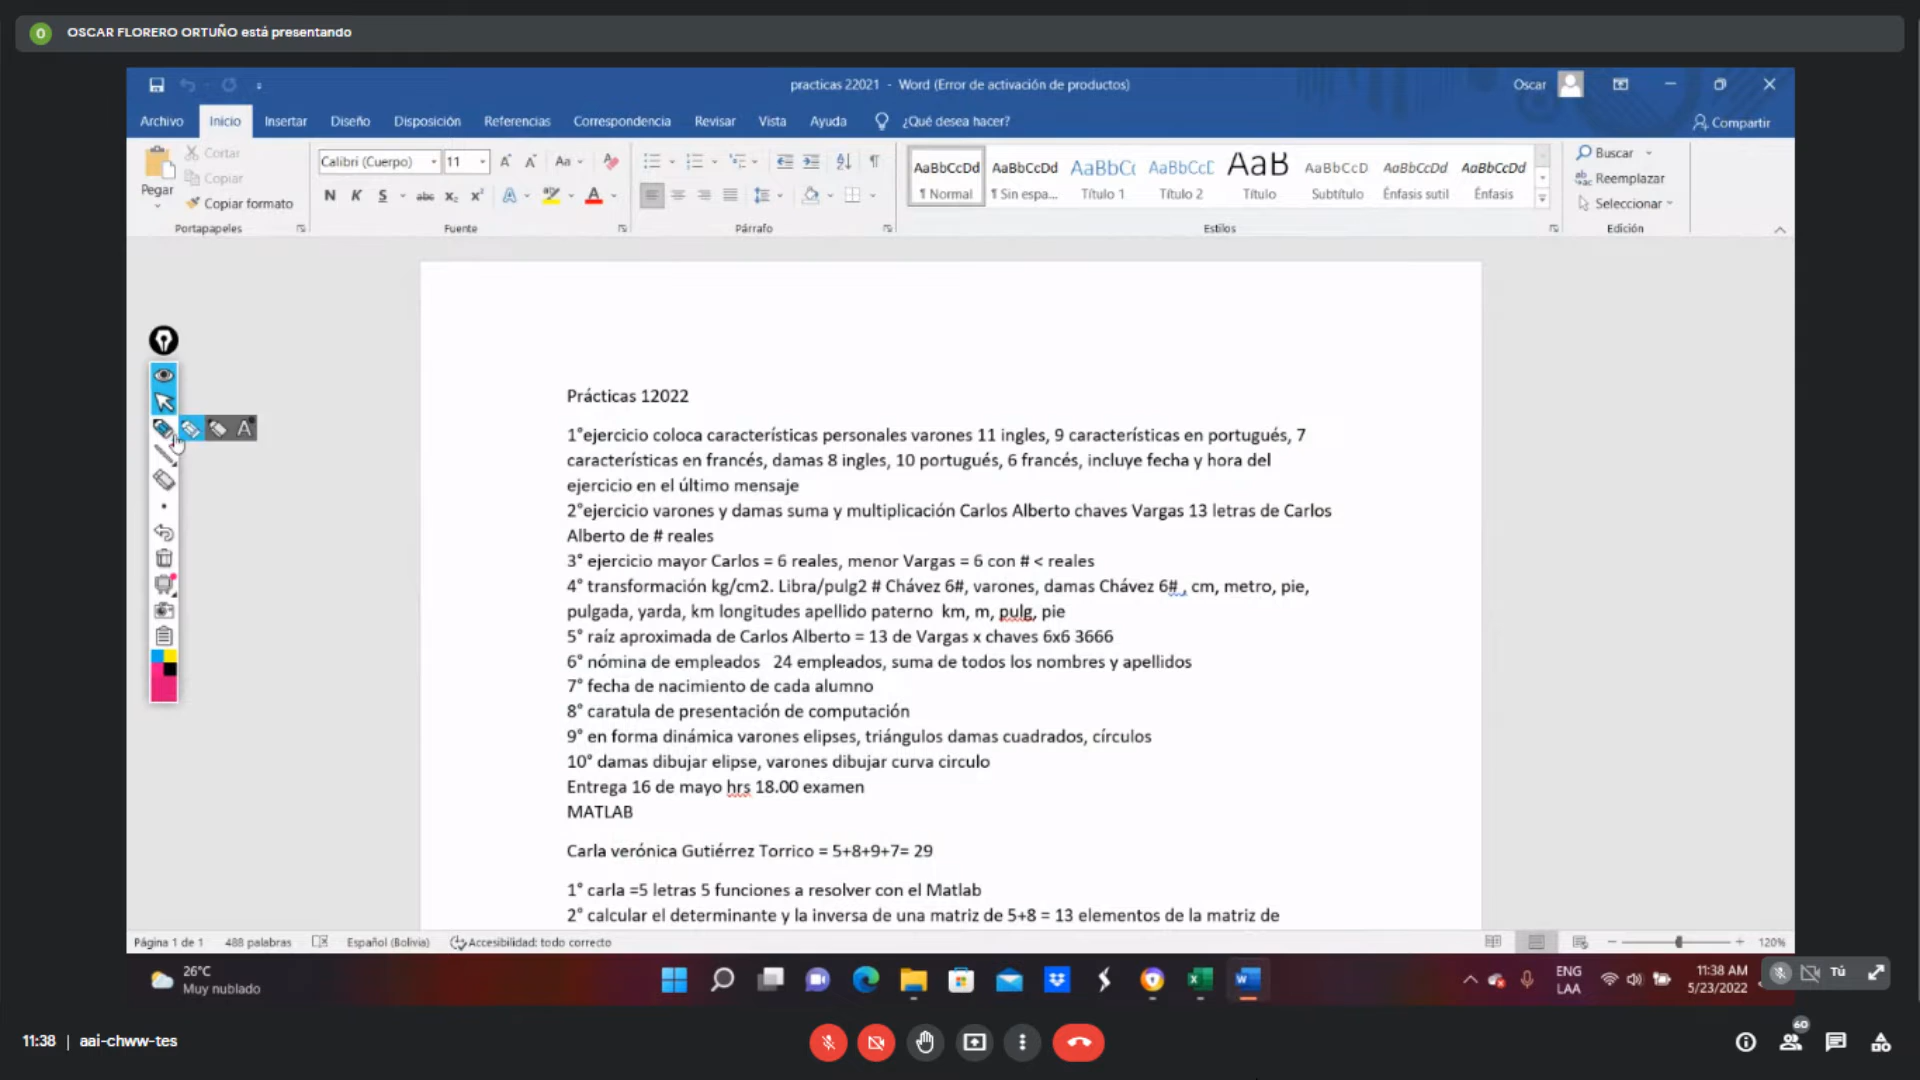 O OSCAR FLORERO ORTUÑO está presentando
practicas 22021 - Word (Error de activación de productos)
Oscar
Archivo Inicio Insertar Diseño Disposición Referencias Correspondencia Revisar Vista Ayuda ¿Qué desea hacer? Compartir
Pegar
Cortar
Copiar
Copiar formato
Portapapeles
Calibri (Cuerpo) 11 A A Aa
N K S abc x₂ x² A aby A
Fuente
Párrafo
AaBbCcDd AaBbCcDd AaBbC AaBbCc AaB AaBbCcD AaBbCcDd AaBbCcDd
¶ Normal ¶ Sin espa... Título 1 Título 2 Título Subtítulo Énfasis sutil Énfasis
Estilos
Buscar
Reemplazar
Seleccionar
Edición
A
Prácticas 12022
1°ejercicio coloca características personales varones 11 ingles, 9 características en portugués, 7
características en francés, damas 8 ingles, 10 portugués, 6 francés, incluye fecha y hora del
ejercicio en el último mensaje
2°ejercicio varones y damas suma y multiplicación Carlos Alberto chaves Vargas 13 letras de Carlos
Alberto de # reales
3° ejercicio mayor Carlos = 6 reales, menor Vargas = 6 con # < reales
4° transformación kg/cm2. Libra/pulg2 # Chávez 6#, varones, damas Chávez 6# , cm, metro, pie,
pulgada, yarda, km longitudes apellido paterno km, m, pulg, pie
5° raíz aproximada de Carlos Alberto = 13 de Vargas x chaves 6x6 3666
6° nómina de empleados 24 empleados, suma de todos los nombres y apellidos
7° fecha de nacimiento de cada alumno
8° caratula de presentación de computación
9° en forma dinámica varones elipses, triángulos damas cuadrados, círculos
10° damas dibujar elipse, varones dibujar curva circulo
Entrega 16 de mayo hrs 18.00 examen
MATLAB
Carla verónica Gutiérrez Torrico = 5+8+9+7= 29
1° carla =5 letras 5 funciones a resolver con el Matlab
2° calcular el determinante y la inversa de una matriz de 5+8 = 13 elementos de la matriz de
Página 1 de 1 488 palabras Español (Bolivia) Accesibilidad: todo correcto 120%
26°C
Muy nublado
ENG
LAA
11:38 AM
5/23/2022
Tú
11:38 | aai-chww-tes
60